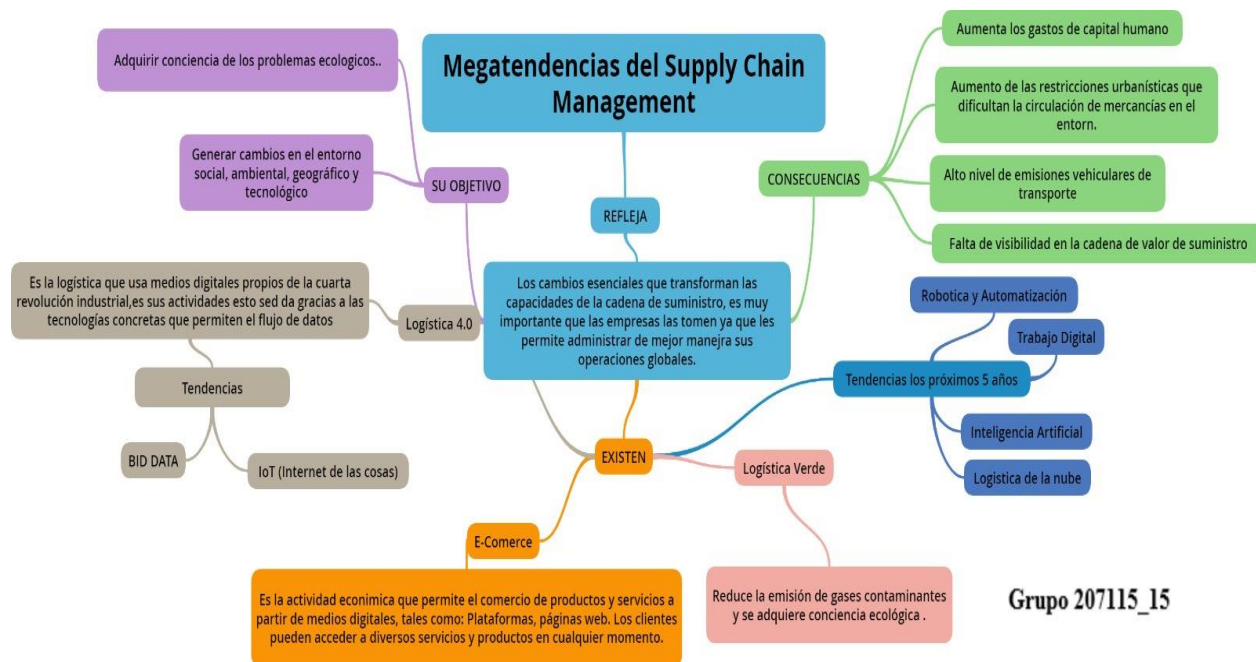 Megatendencias del Supply Chain
Management
REFLEJA
Los cambios esenciales que transforman las
capacidades de la cadena de suministro, es muy
importante que las empresas las tomen ya que les
permite administrar de mejor manejra sus
operaciones globales.
SU OBJETIVO
Adquirir conciencia de los problemas ecologicos..
Generar cambios en el entorno
social, ambiental, geográfico y
tecnológico
CONSECUENCIAS
Aumenta los gastos de capital humano
Aumento de las restricciones urbanísticas que
dificultan la circulación de mercancías en el
entorn.
Alto nivel de emisiones vehiculares de
transporte
Falta de visibilidad en la cadena de valor de suministro
EXISTEN
Logística 4.0
Es la logística que usa medios digitales propios de la cuarta
revolución industrial,es sus actividades esto sed da gracias a las
tecnologías concretas que permiten el flujo de datos
Tendencias
BID DATA
IoT (Internet de las cosas)
E-Comerce
Es la actividad econimica que permite el comercio de productos y servicios a
partir de medios digitales, tales como: Plataformas, páginas web. Los clientes
pueden acceder a diversos servicios y productos en cualquier momento.
Logística Verde
Reduce la emisión de gases contaminantes
y se adquiere conciencia ecológica .
Tendencias los próximos 5 años
Robotica y Automatización
Trabajo Digital
Inteligencia Artificial
Logistica de la nube
Grupo 207115_15